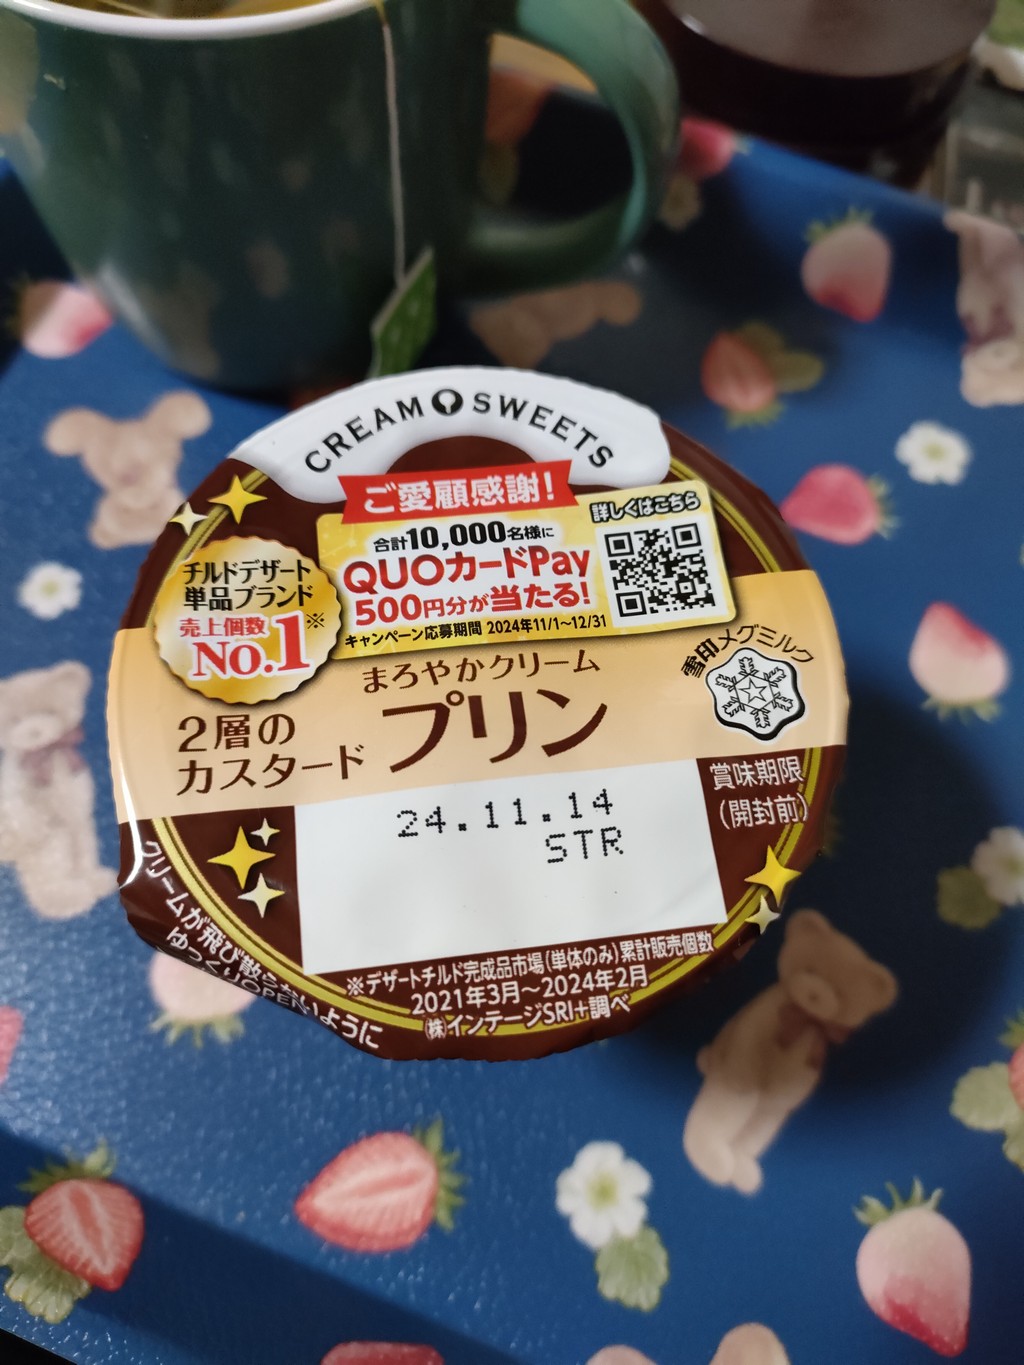 CREAM SWEETS
ご愛顧感謝!
合計10,000名様に
QUOカードPay
500円分が当たる!
キャンペーン応募期間 2024年11/1~12/31
詳しくはこちら
チルドデザート
単品ブランド
売上個数※
No.1
雪印メグミルク
まろやかクリーム
2層の
カスタード
プリン
賞味期限
(開封前)
24.11.14
STR
※デザートチルド完成品市場(単体のみ)累計販売個数
2021年3月~2024年2月
㈱インテージSRI+調べ
クリームが飛び散らないように
ゆっくりOPEN!